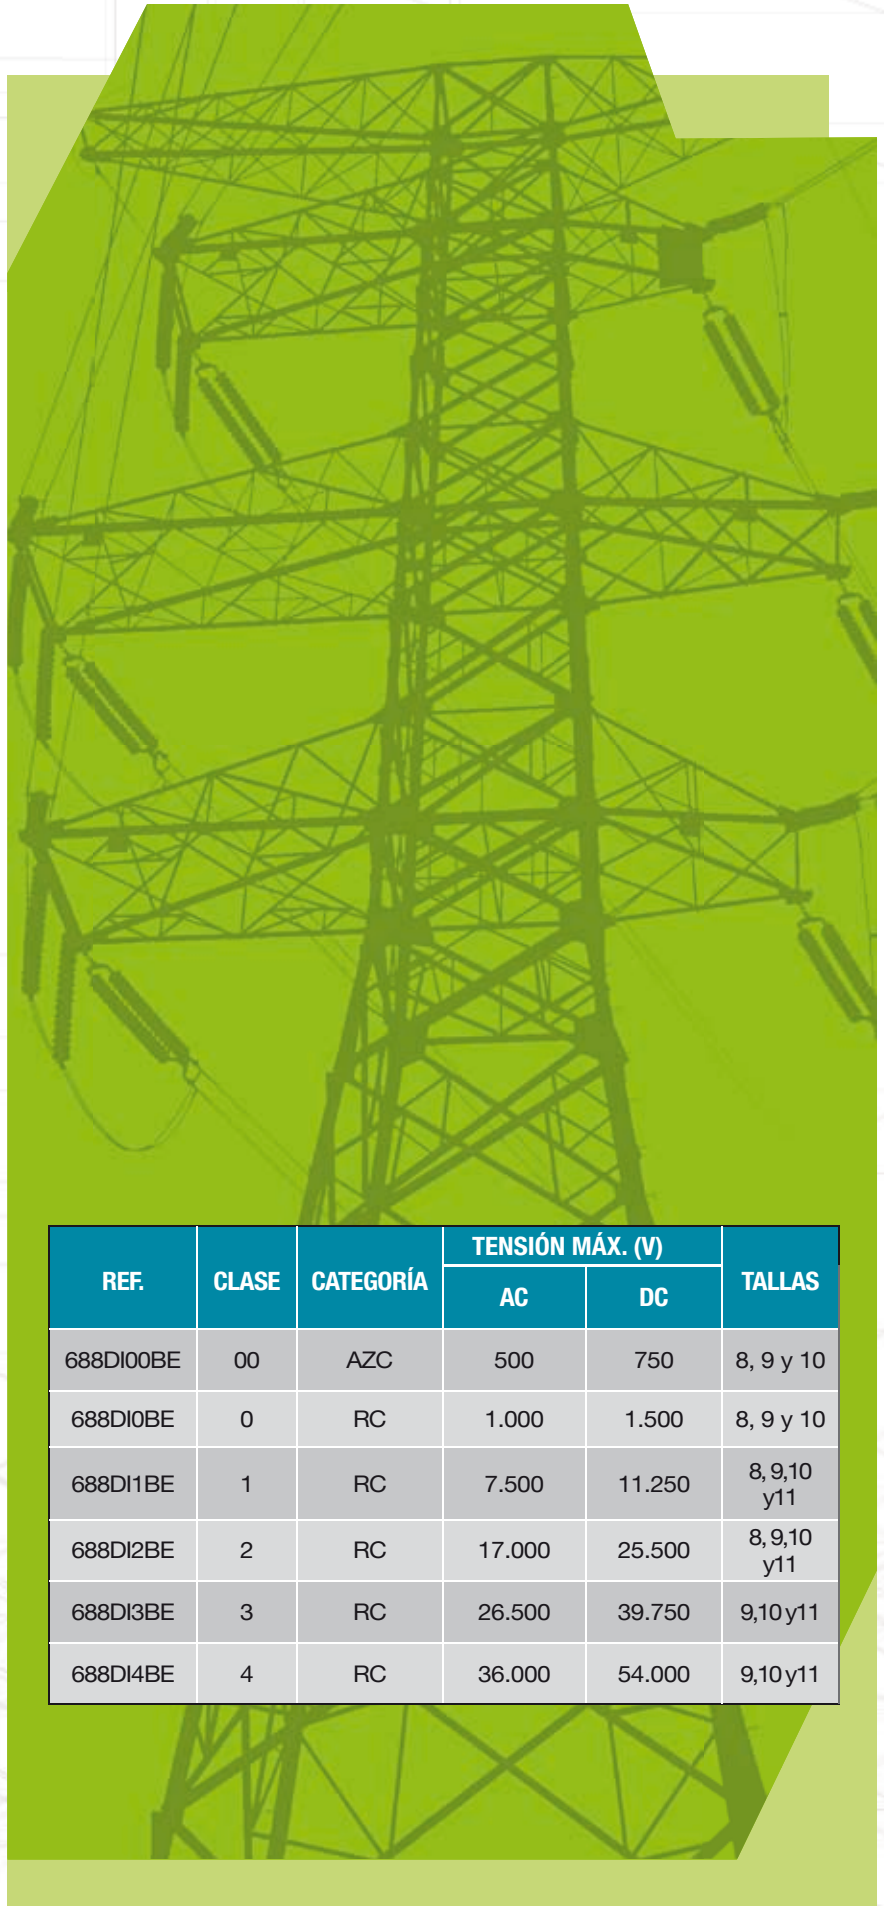 REF. CLASE CATEGORÍA TENSIÓN MÁX. (V) TALLAS
AC DC
688DI00BE 00 AZC 500 750 8, 9 y 10
688DI0BE 0 RC 1.000 1.500 8, 9 y 10
688DI1BE 1 RC 7.500 11.250 8, 9,10
y11
688DI2BE 2 RC 17.000 25.500 8, 9,10
y11
688DI3BE 3 RC 26.500 39.750 9,10 y11
688DI4BE 4 RC 36.000 54.000 9,10 y11